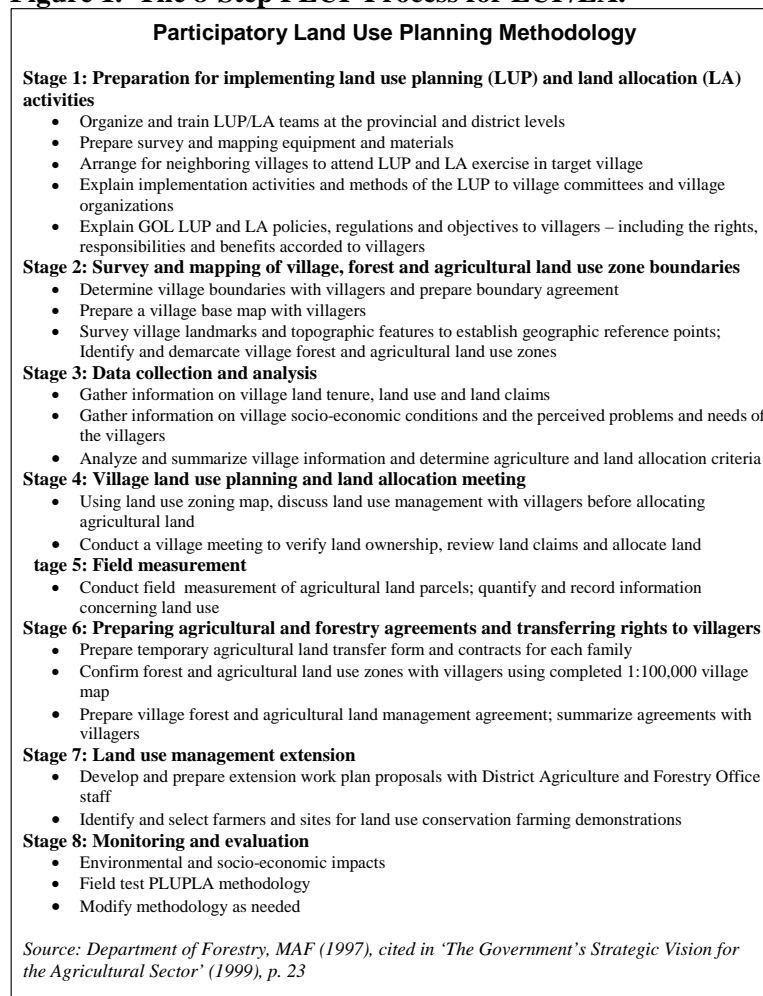 Figure 1: The 8-Step PLUP Process for LUP/LA.
Participatory Land Use Planning Methodology
Stage 1: Preparation for implementing land use planning (LUP) and land allocation (LA)
activities
• Organize and train LUP/LA teams at the provincial and district levels
• Prepare survey and mapping equipment and materials
• Arrange for neighboring villages to attend LUP and LA exercise in target village
• Explain implementation activities and methods of the LUP to village committees and village
organizations
• Explain GOL LUP and LA policies, regulations and objectives to villagers – including the rights,
responsibilities and benefits accorded to villagers
Stage 2: Survey and mapping of village, forest and agricultural land use zone boundaries
• Determine village boundaries with villagers and prepare boundary agreement
• Prepare a village base map with villagers
• Survey village landmarks and topographic features to establish geographic reference points;
Identify and demarcate village forest and agricultural land use zones
Stage 3: Data collection and analysis
• Gather information on village land tenure, land use and land claims
• Gather information on village socio-economic conditions and the perceived problems and needs of
the villagers
• Analyze and summarize village information and determine agriculture and land allocation criteria
Stage 4: Village land use planning and land allocation meeting
• Using land use zoning map, discuss land use management with villagers before allocating
agricultural land
• Conduct a village meeting to verify land ownership, review land claims and allocate land
tage 5: Field measurement
• Conduct field measurement of agricultural land parcels; quantify and record information
concerning land use
Stage 6: Preparing agricultural and forestry agreements and transferring rights to villagers
• Prepare temporary agricultural land transfer form and contracts for each family
• Confirm forest and agricultural land use zones with villagers using completed 1:100,000 village
map
• Prepare village forest and agricultural land management agreement; summarize agreements with
villagers
Stage 7: Land use management extension
• Develop and prepare extension work plan proposals with District Agriculture and Forestry Office
staff
• Identify and select farmers and sites for land use conservation farming demonstrations
Stage 8: Monitoring and evaluation
• Environmental and socio-economic impacts
• Field test PLUPLA methodology
• Modify methodology as needed
Source: Department of Forestry, MAF (1997), cited in ‘The Government’s Strategic Vision for
the Agricultural Sector’ (1999), p. 23